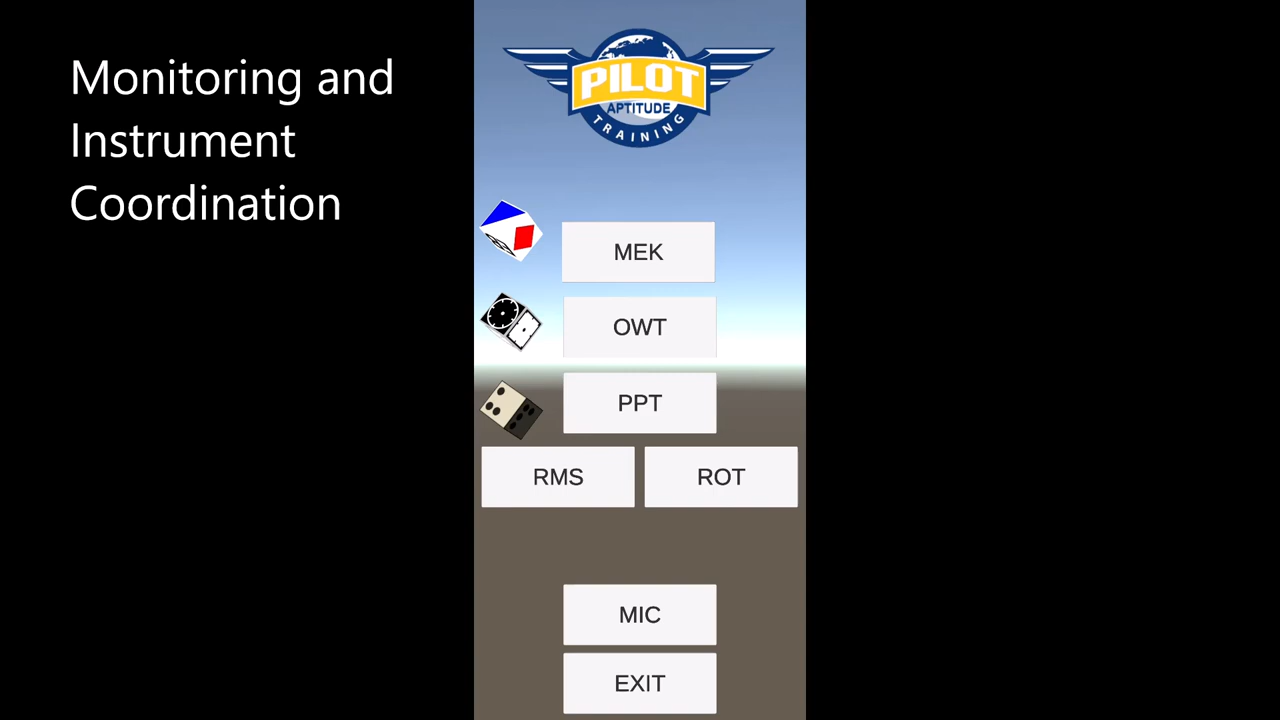 Monitoring and
Instrument
Coordination
PILOT
APTITUDE
TRAINING
MEK
OWT
PPT
RMS
ROT
MIC
EXIT